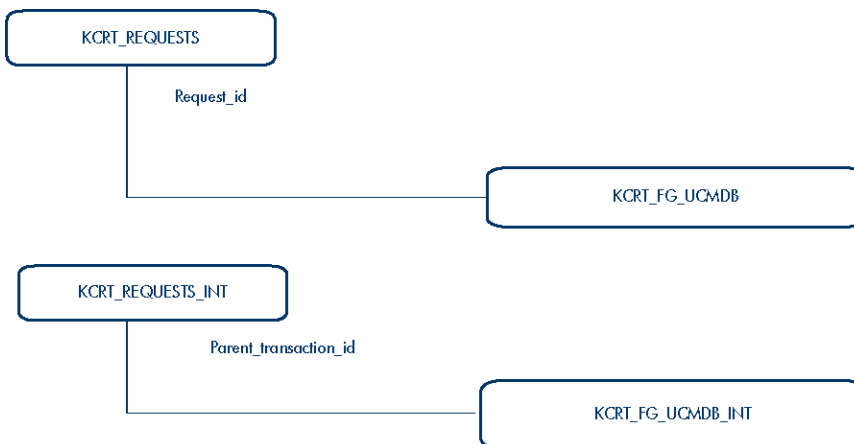 KCRT_REQUESTS
Request_id
KCRT_FG_UCMDB
KCRT_REQUESTS_INT
Parent_transaction_id
KCRT_FG_UCMDB_INT